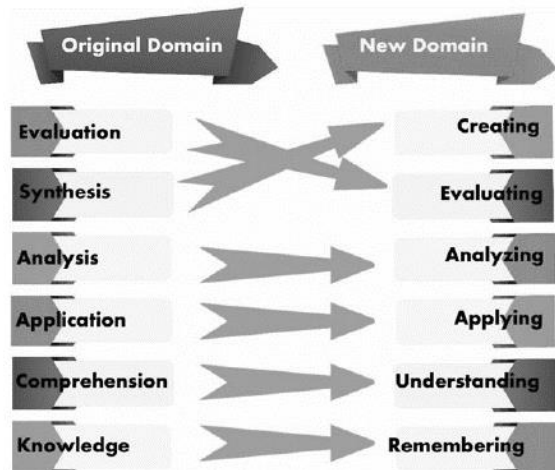 Original Domain
New Domain
Evaluation
Creating
Synthesis
Evaluating
Analysis
Analyzing
Application
Applying
Comprehension
Understanding
Knowledge
Remembering